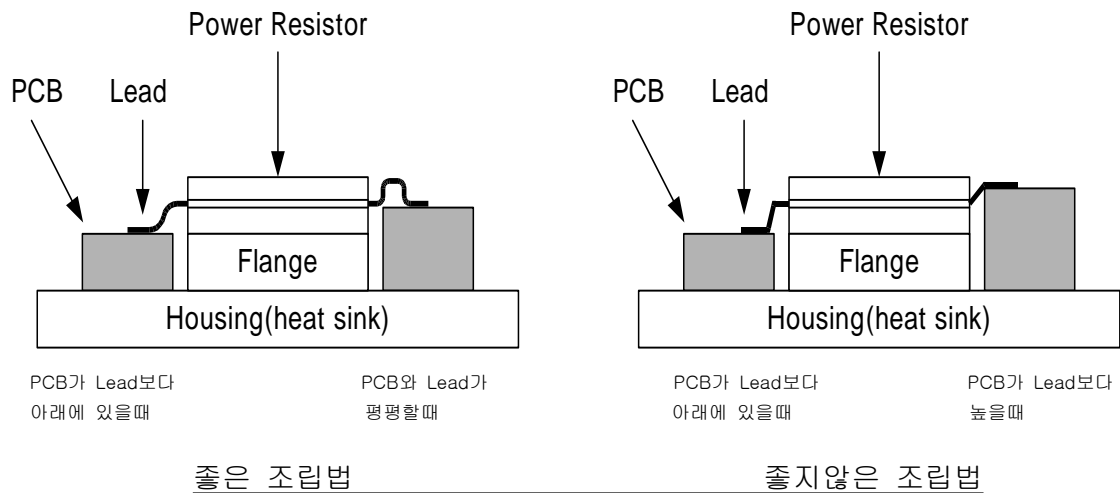 Power Resistor
Power Resistor
PCB Lead
PCB Lead
Flange
Flange
Housing(heat sink)
Housing(heat sink)
PCB가 Lead보다
아래에 있을때
PCB와 Lead가
평평할때
PCB가 Lead보다
아래에 있을때
PCB가 Lead보다
높을때
좋은 조립법
좋지않은 조립법